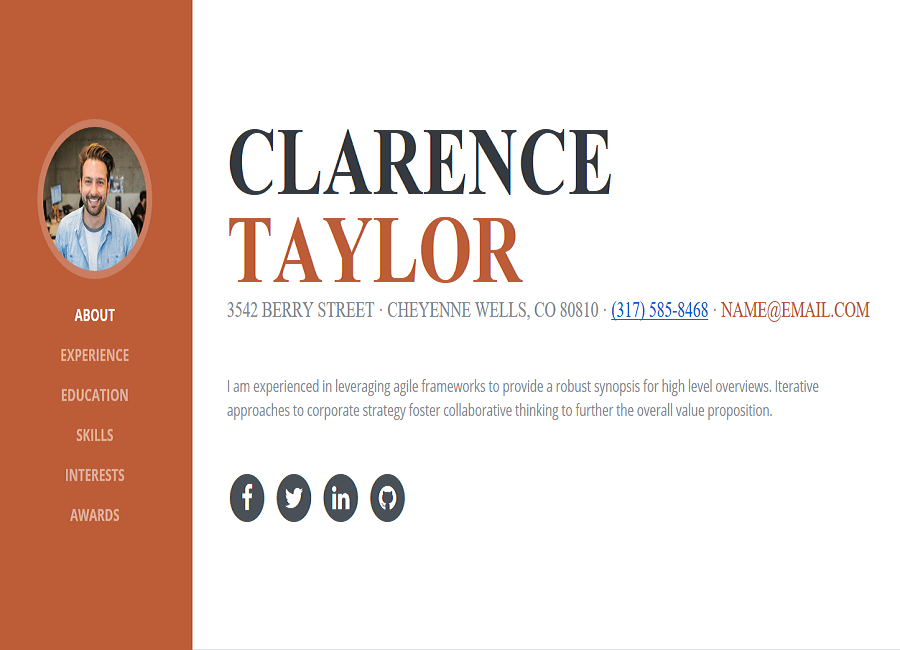 ABOUT
EXPERIENCE
EDUCATION
SKILLS
INTERESTS
AWARDS
CLARENCE
TAYLOR
3542 BERRY STREET · CHEYENNE WELLS, CO 80810 · (317) 585-8468 · NAME@EMAIL.COM
I am experienced in leveraging agile frameworks to provide a robust synopsis for high level overviews. Iterative
approaches to corporate strategy foster collaborative thinking to further the overall value proposition.